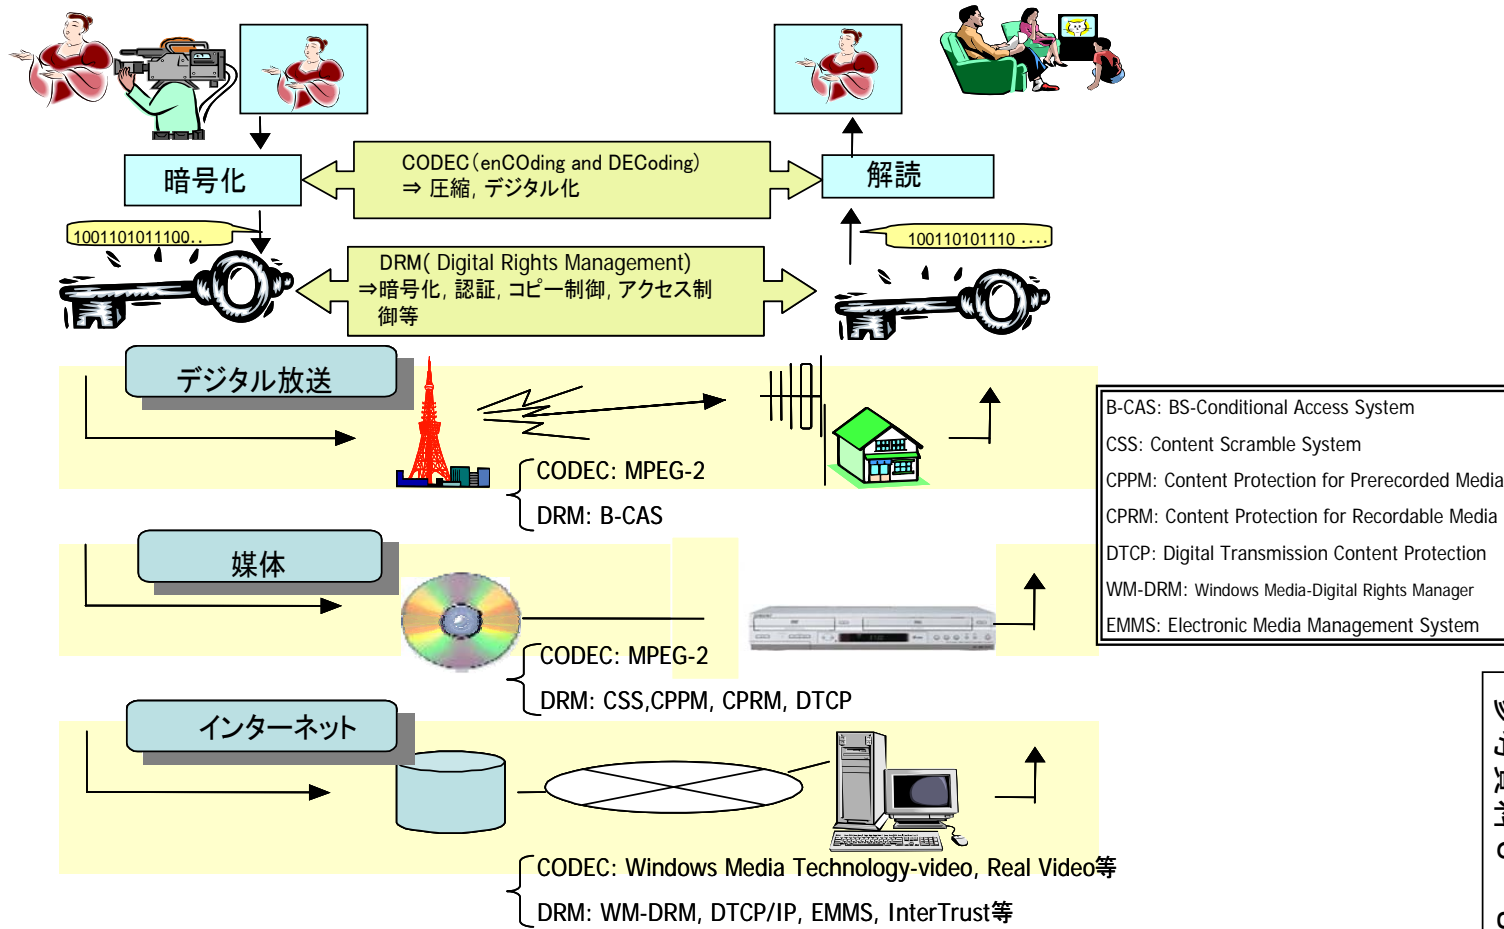 暗号化
CODEC（enCOding and DECoding）
⇒ 圧縮, デジタル化
解読
1001101011100..
100110101110 ....
DRM( Digital Rights Management)
⇒暗号化, 認証, コピー制御, アクセス制
御等
デジタル放送
CODEC: MPEG-2
DRM: B-CAS
媒体
CODEC: MPEG-2
DRM: CSS,CPPM, CPRM, DTCP
インターネット
CODEC: Windows Media Technology-video, Real Video等
DRM: WM-DRM, DTCP/IP, EMMS, InterTrust等
B-CAS: BS-Conditional Access System
CSS: Content Scramble System
CPPM: Content Protection for Prerecorded Media
CPRM: Content Protection for Recordable Media
DTCP: Digital Transmission Content Protection
WM-DRM: Windows Media-Digital Rights Manager
EMMS: Electronic Media Management System